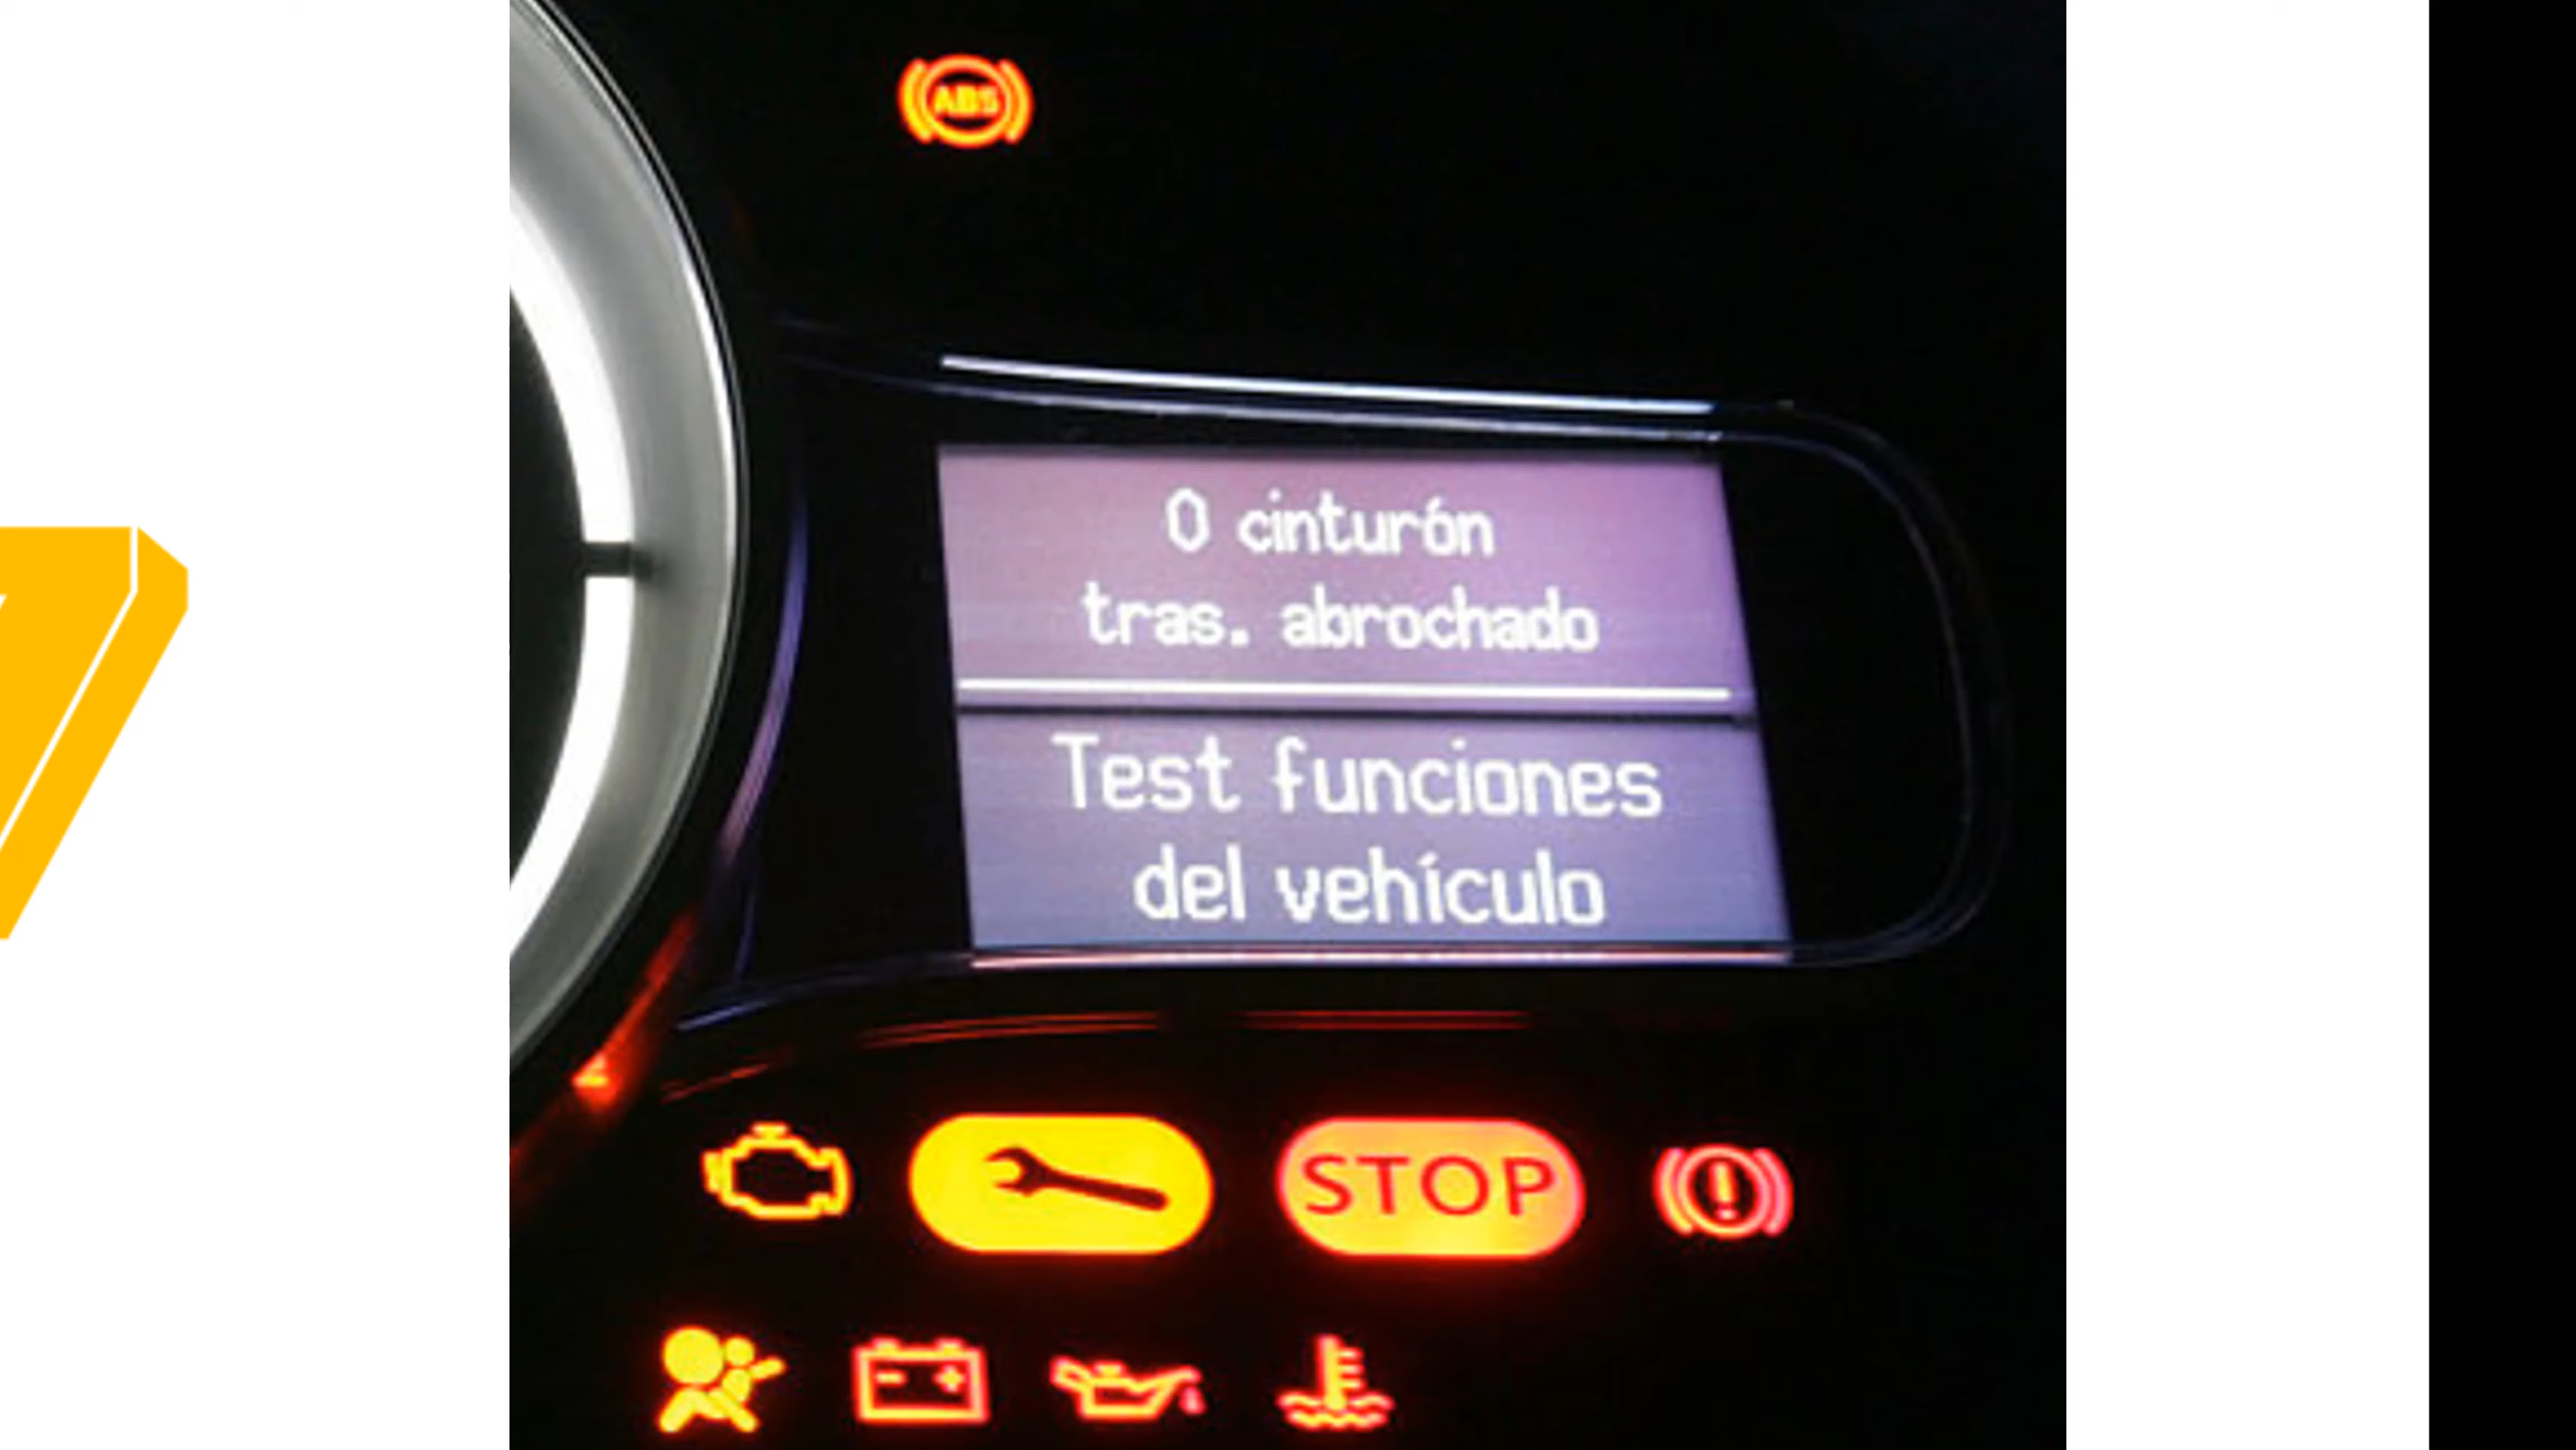 ABS
0 cinturón
tras. abrochado
Test funciones
del vehículo
STOP